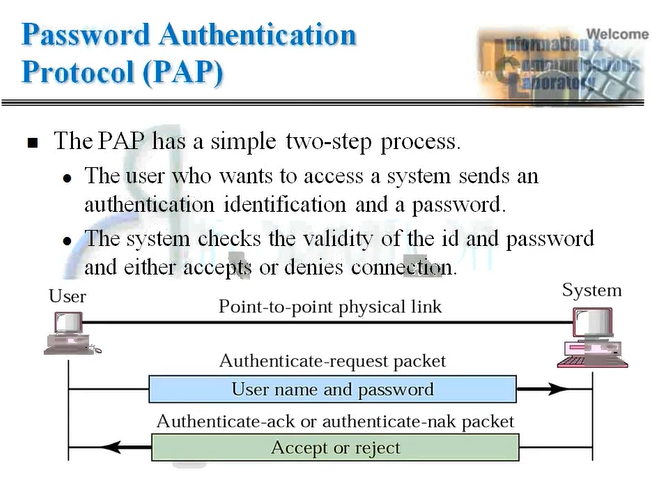 Password Authentication
Protocol (PAP)
Welcome
Information &
Communications
Laboratory
The PAP has a simple two-step process.
The user who wants to access a system sends an
authentication identification and a password.
The system checks the validity of the id and password
and either accepts or denies connection.
User
System
Point-to-point physical link
Authenticate-request packet
User name and password
Authenticate-ack or authenticate-nak packet
Accept or reject